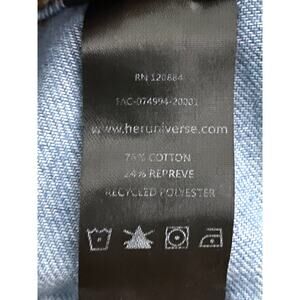 RN 120884
FAC-074994-20001
www.heruniverse.com
76% COTTON
24% REPREVE
RECYCLED POLYESTER